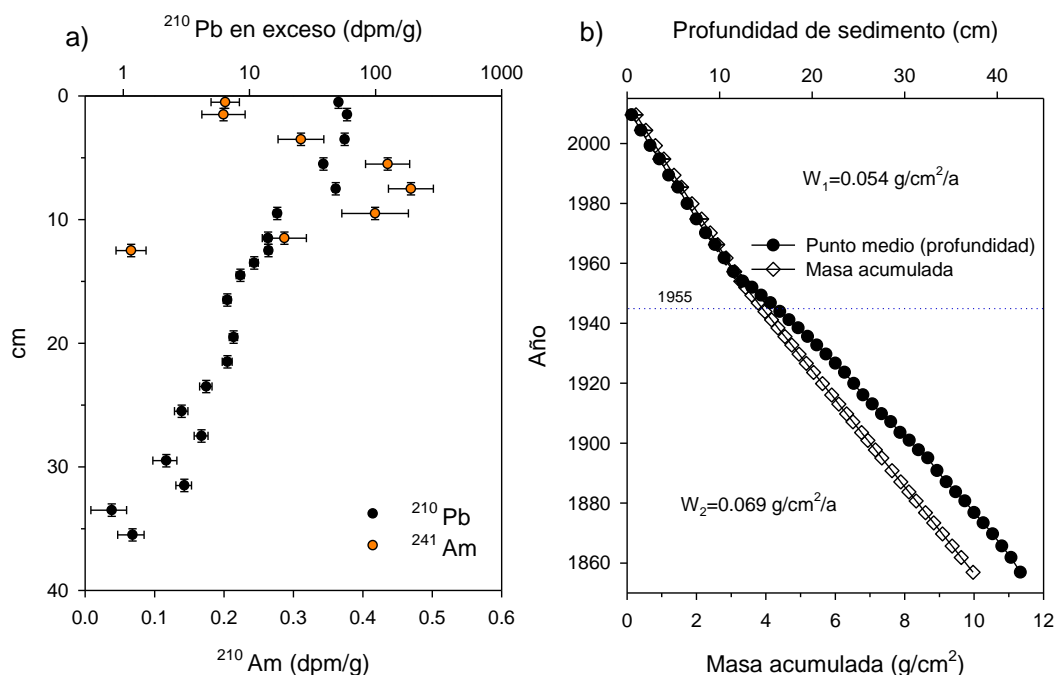 a)
²¹⁰Pb en exceso (dpm/g)
1 10 100 1000
0
10
20
30
40
cm
²¹⁰Pb
²⁴¹Am
0.0 0.1 0.2 0.3 0.4 0.5 0.6
²¹⁰Am (dpm/g)
b)
Profundidad de sedimento (cm)
0 10 20 30 40
2000
1980
1960
1940
1920
1900
1880
1860
Año
W₁=0.054 g/cm²/a
Punto medio (profundidad)
Masa acumulada
1955
W₂=0.069 g/cm²/a
0 2 4 6 8 10 12
Masa acumulada (g/cm²)